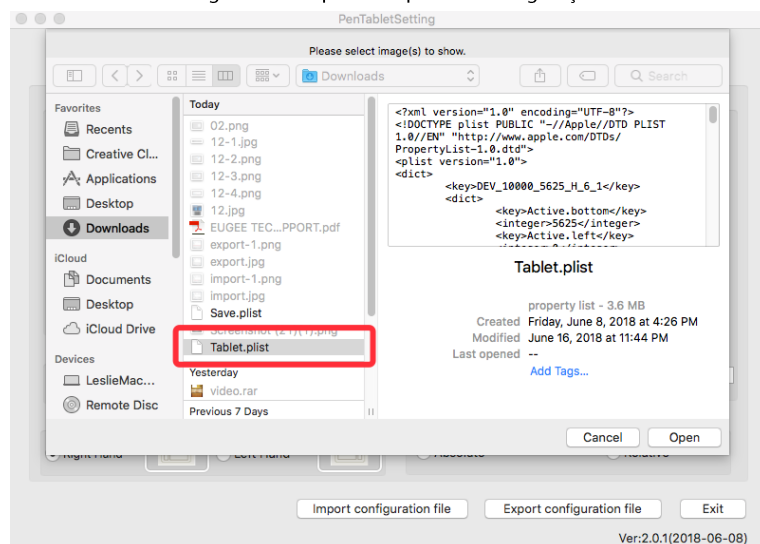 PenTabletSetting
Please select image(s) to show.
Downloads
Search
Favorites
Recents
Creative Cl...
Applications
Desktop
Downloads
iCloud
Documents
Desktop
iCloud Drive
Devices
LeslieMac...
Remote Disc
Today
02.png
12-1.jpg
12-2.png
12-3.png
12-4.png
12.jpg
EUGEE TEC...PPORT.pdf
export-1.png
export.jpg
import-1.png
import.jpg
Save.plist
Tablet.plist
Yesterday
video.rar
Previous 7 Days
<?xml version="1.0" encoding="UTF-8"?>
<!DOCTYPE plist PUBLIC "-//Apple//DTD PLIST
1.0//EN" "http://www.apple.com/DTDs/
PropertyList-1.0.dtd">
<plist version="1.0">
<dict>
<key>DEV_10000_5625_H_6_1</key>
<dict>
<key>Active.bottom</key>
<integer>5625</integer>
<key>Active.left</key>
Tablet.plist
property list - 3.6 MB
Created Friday, June 8, 2018 at 4:26 PM
Modified June 16, 2018 at 11:44 PM
Last opened --
Add Tags...
Cancel
Open
Import configuration file
Export configuration file
Exit
Ver:2.0.1(2018-06-08)